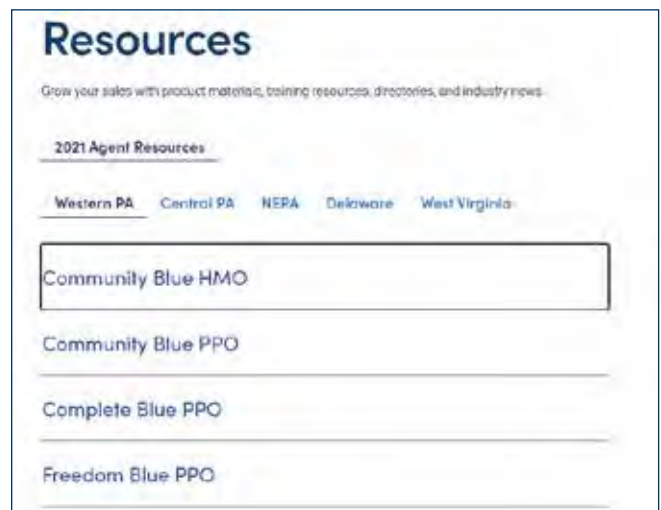 Resources
Grow your sales with product materials, training resources, directories, and industry news.
2021 Agent Resources
Western PA Central PA NEPA Delaware West Virginia
Community Blue HMO
Community Blue PPO
Complete Blue PPO
Freedom Blue PPO